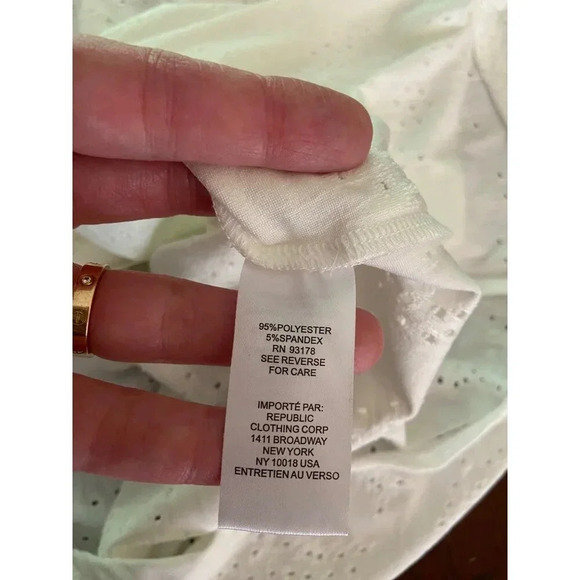 95%POLYESTER
5%SPANDEX
RN 93178
SEE REVERSE
FOR CARE
IMPORTÉ PAR:
REPUBLIC
CLOTHING CORP
1411 BROADWAY
NEW YORK
NY 10018 USA
ENTRETIEN AU VERSO